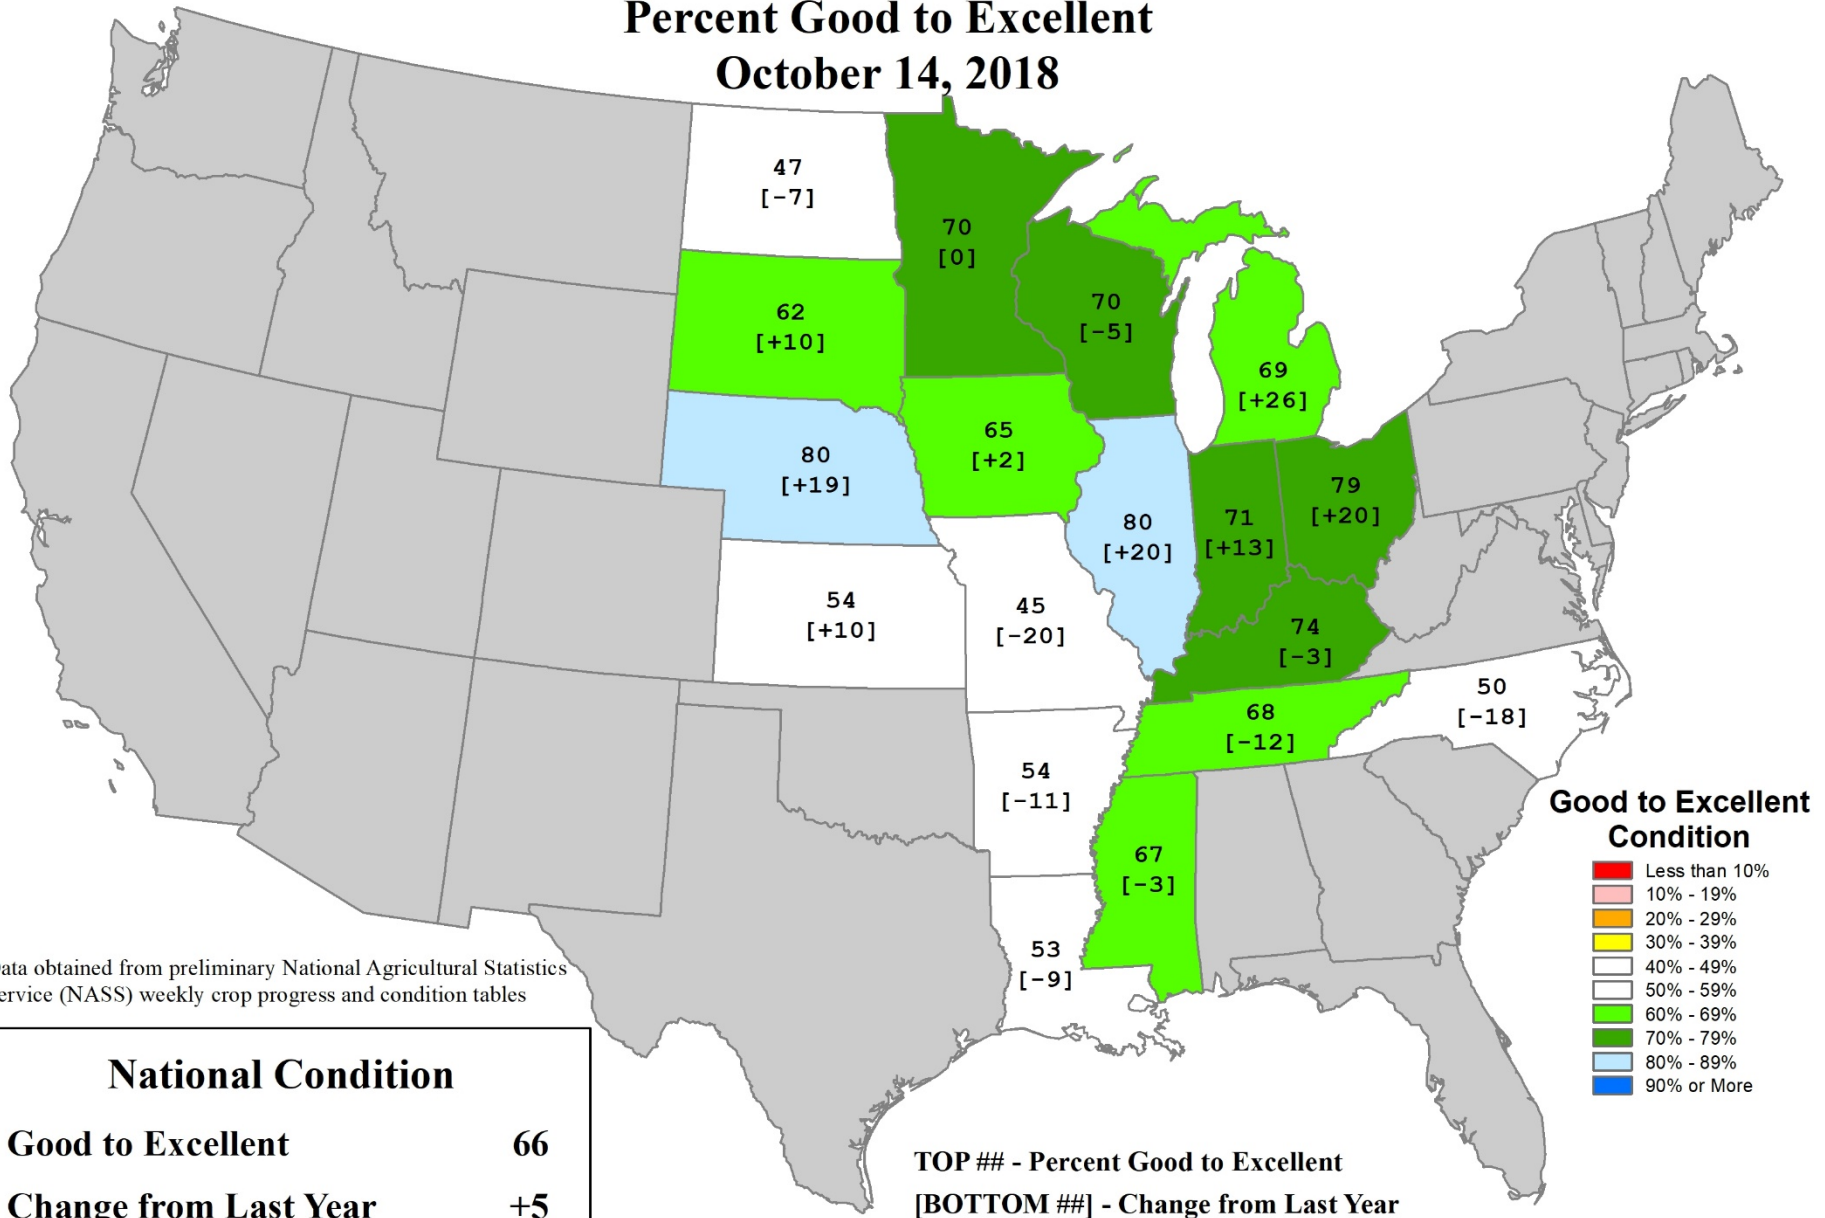 Percent Good to Excellent
October 14, 2018
47
[-7]
70
[0]
62
[+10]
70
[-5]
69
[+26]
65
[+2]
80
[+19]
80
[+20]
71
[+13]
79
[+20]
54
[+10]
45
[-20]
74
[-3]
50
[-18]
68
[-12]
54
[-11]
67
[-3]
53
[-9]
Good to Excellent
Condition
Less than 10%
10% - 19%
20% - 29%
30% - 39%
40% - 49%
50% - 59%
60% - 69%
70% - 79%
80% - 89%
90% or More
ata obtained from preliminary National Agricultural Statistics
ervice (NASS) weekly crop progress and condition tables
National Condition
Good to Excellent 66
Change from Last Year +5
TOP ## - Percent Good to Excellent
[BOTTOM ##] - Change from Last Year